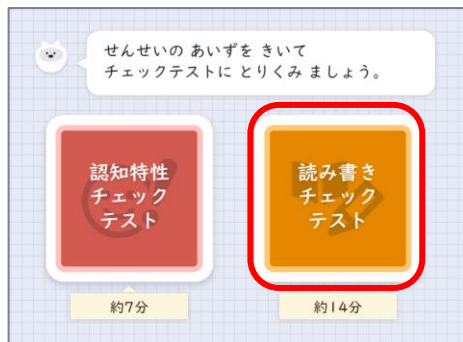 せんせいの あいずを きいて
チェックテストに とりくみ ましょう。
認知特性
チェック
テスト
読み書き
チェック
テスト
約7分
約14分